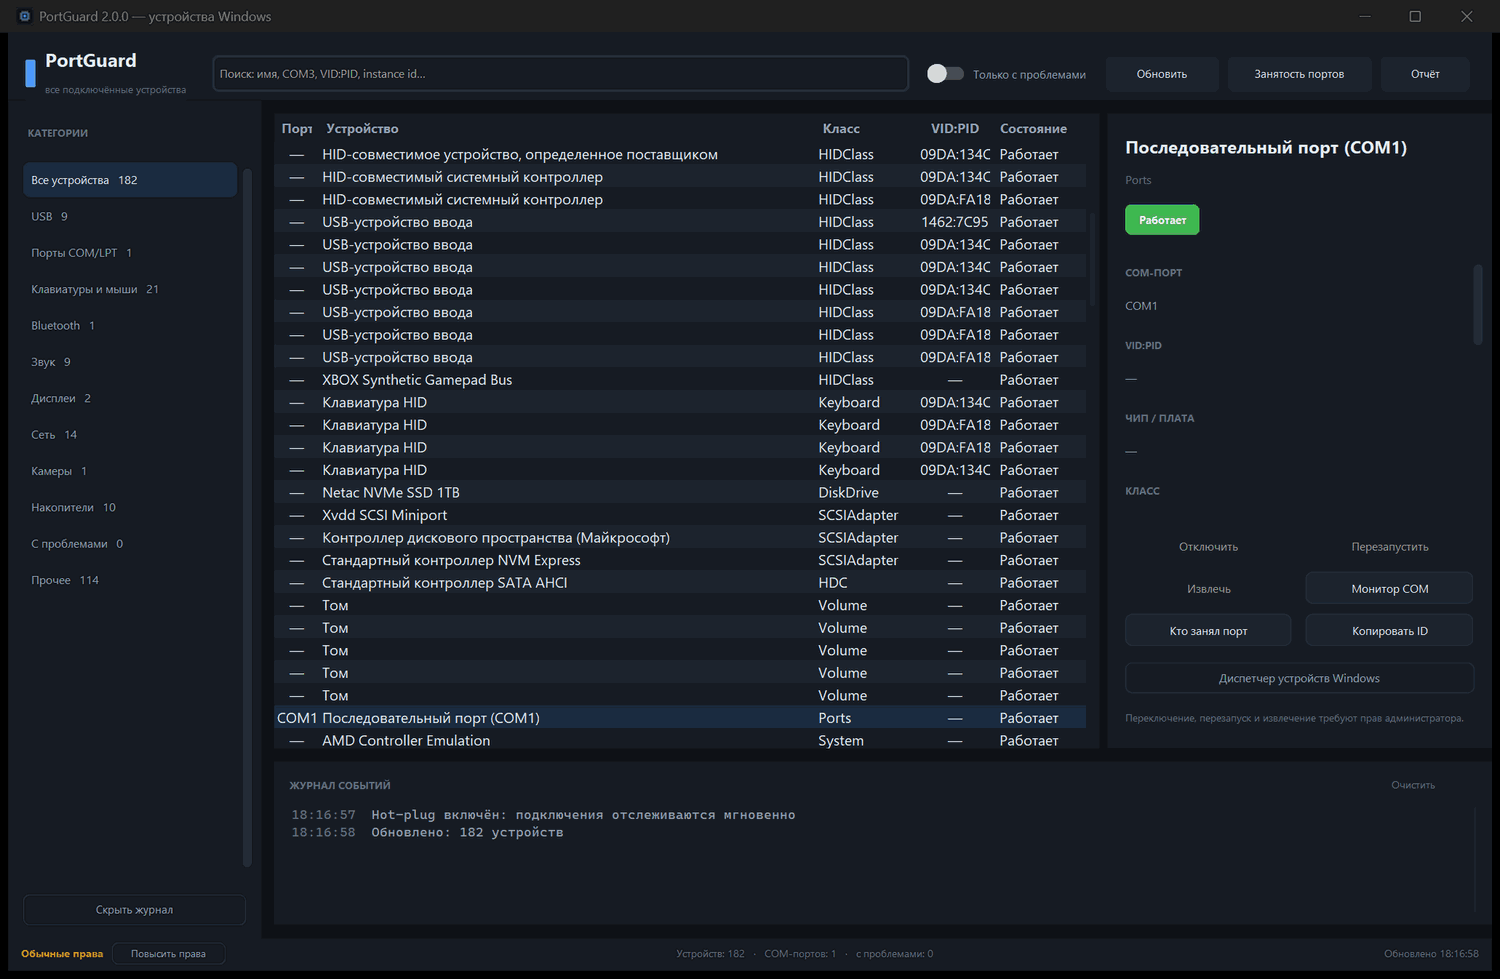 PortGuard 2.0.0 — устройства Windows
PortGuard
все подключённые устройства
Поиск: имя, COM3, VID:PID, instance id...
Только с проблемами
Обновить
Занятость портов
Отчёт
КАТЕГОРИИ
Все устройства 182
USB 9
Порты COM/LPT 1
Клавиатуры и мыши 21
Bluetooth 1
Звук 9
Дисплеи 2
Сеть 14
Камеры 1
Накопители 10
С проблемами 0
Прочее 114
Скрыть журнал
Порт Устройство Класс VID:PID Состояние
— HID-совместимое устройство, определенное поставщиком HIDClass 09DA:134C Работает
— HID-совместимый системный контроллер HIDClass 09DA:134C Работает
— HID-совместимый системный контроллер HIDClass 09DA:FA18 Работает
— USB-устройство ввода HIDClass 1462:7C95 Работает
— USB-устройство ввода HIDClass 09DA:134C Работает
— USB-устройство ввода HIDClass 09DA:134C Работает
— USB-устройство ввода HIDClass 09DA:134C Работает
— USB-устройство ввода HIDClass 09DA:FA18 Работает
— USB-устройство ввода HIDClass 09DA:FA18 Работает
— USB-устройство ввода HIDClass 09DA:FA18 Работает
— XBOX Synthetic Gamepad Bus HIDClass — Работает
— Клавиатура HID Keyboard 09DA:134C Работает
— Клавиатура HID Keyboard 09DA:FA18 Работает
— Клавиатура HID Keyboard 09DA:FA18 Работает
— Клавиатура HID Keyboard 09DA:134C Работает
— Netac NVMe SSD 1TB DiskDrive — Работает
— Xvdd SCSI Miniport SCSIAdapter — Работает
— Контроллер дискового пространства (Майкрософт) SCSIAdapter — Работает
— Стандартный контроллер NVM Express SCSIAdapter — Работает
— Стандартный контроллер SATA AHCI HDC — Работает
— Том Volume — Работает
— Том Volume — Работает
— Том Volume — Работает
— Том Volume — Работает
— Том Volume — Работает
COM1 Последовательный порт (COM1) Ports — Работает
— AMD Controller Emulation System — Работает
Последовательный порт (COM1)
Ports
Работает
COM-ПОРТ
COM1
VID:PID
—
ЧИП / ПЛАТА
—
КЛАСС
Отключить Перезапустить
Извлечь Монитор COM
Кто занял порт Копировать ID
Диспетчер устройств Windows
Переключение, перезапуск и извлечение требуют прав администратора.
ЖУРНАЛ СОБЫТИЙ
Очистить
18:16:57 Hot-plug включён: подключения отслеживаются мгновенно
18:16:58 Обновлено: 182 устройств
Обычные права
Повысить права
Устройств: 182 · COM-портов: 1 · с проблемами: 0
Обновлено 18:16:58